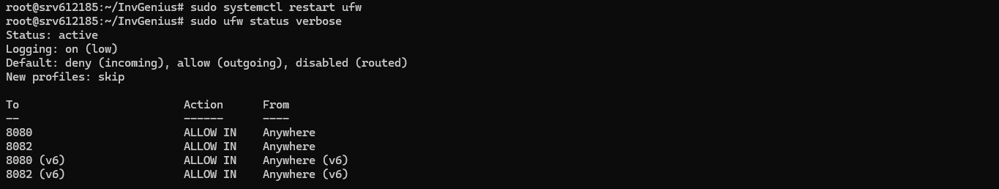 root@srv612185:~/InvGenius# sudo systemctl restart ufw
root@srv612185:~/InvGenius# sudo ufw status verbose
Status: active
Logging: on (low)
Default: deny (incoming), allow (outgoing), disabled (routed)
New profiles: skip

To                         Action      From
--                         ------      ----
8080                       ALLOW IN    Anywhere
8082                       ALLOW IN    Anywhere
8080 (v6)                  ALLOW IN    Anywhere (v6)
8082 (v6)                  ALLOW IN    Anywhere (v6)